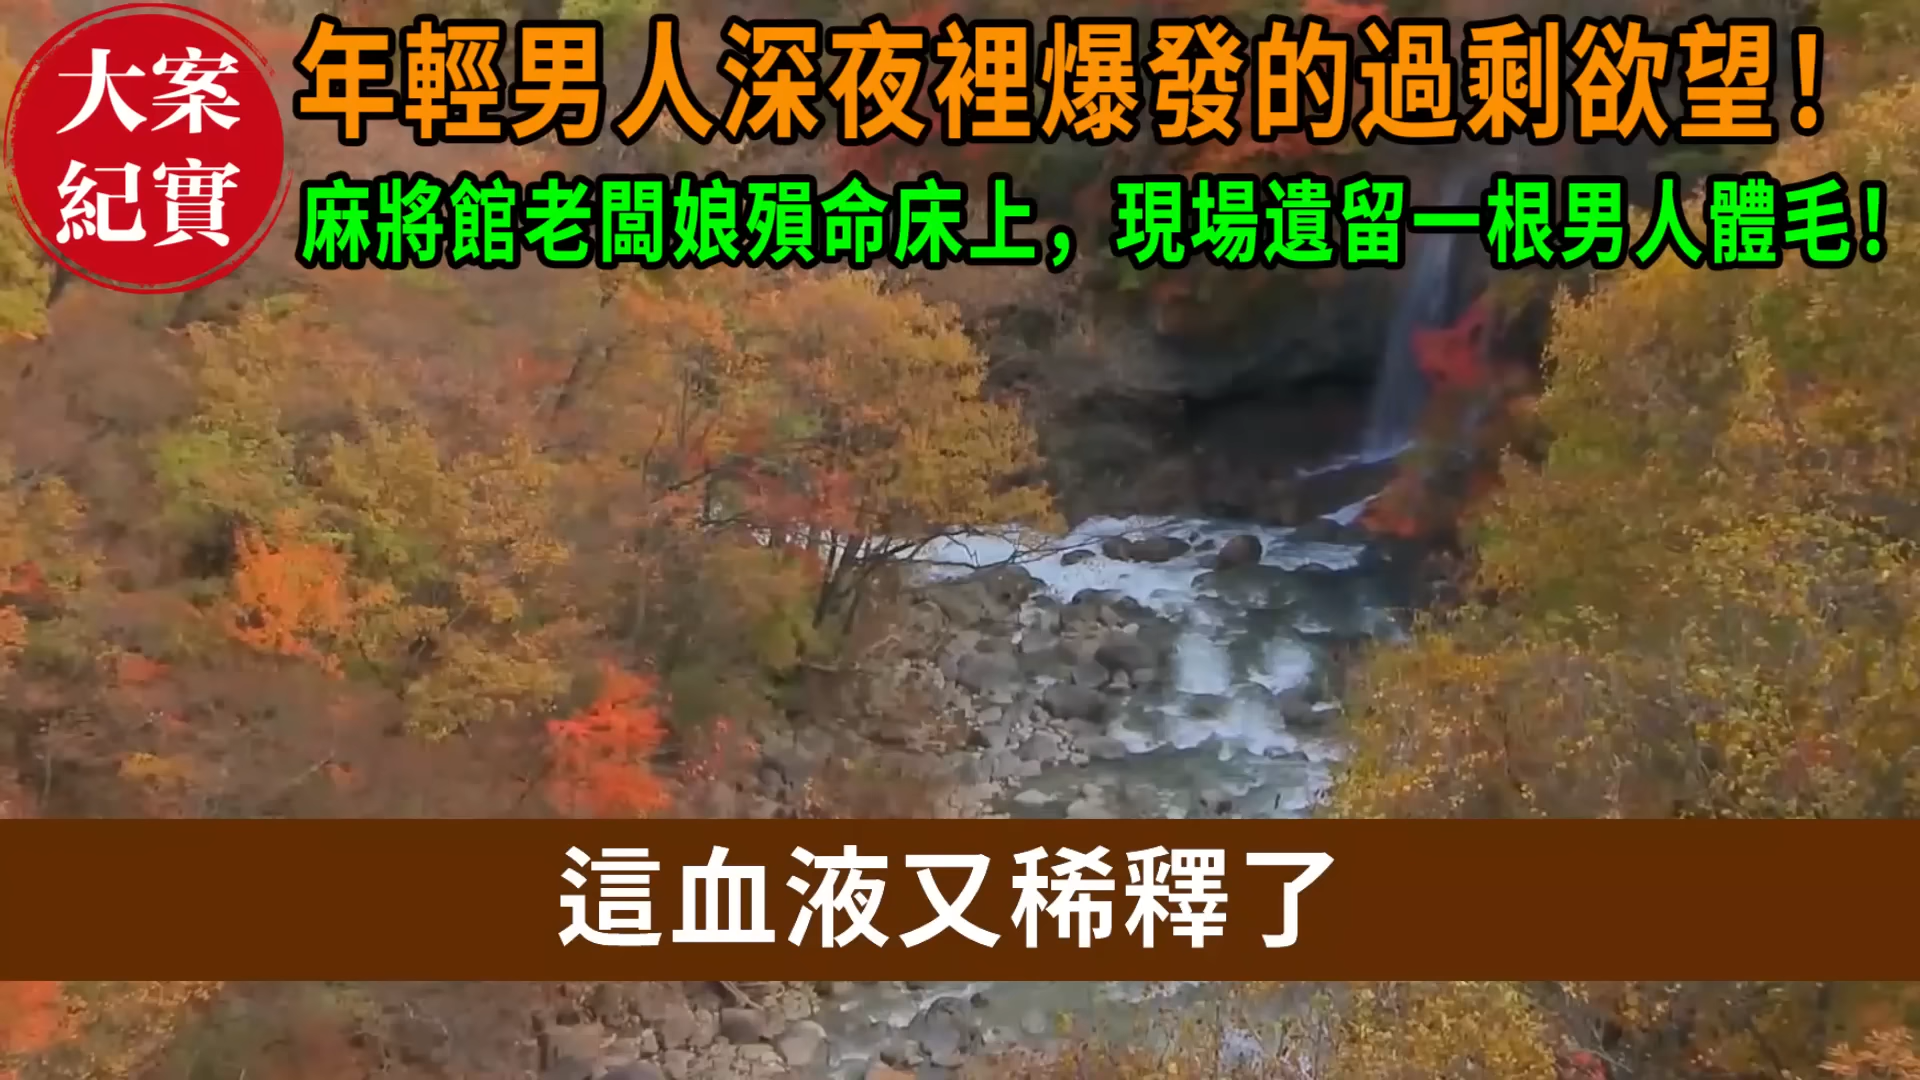 大案
紀實
年輕男人深夜裡爆發的過剩欲望！
麻將館老闆娘殞命床上，現場遺留一根男人體毛！
這血液又稀釋了